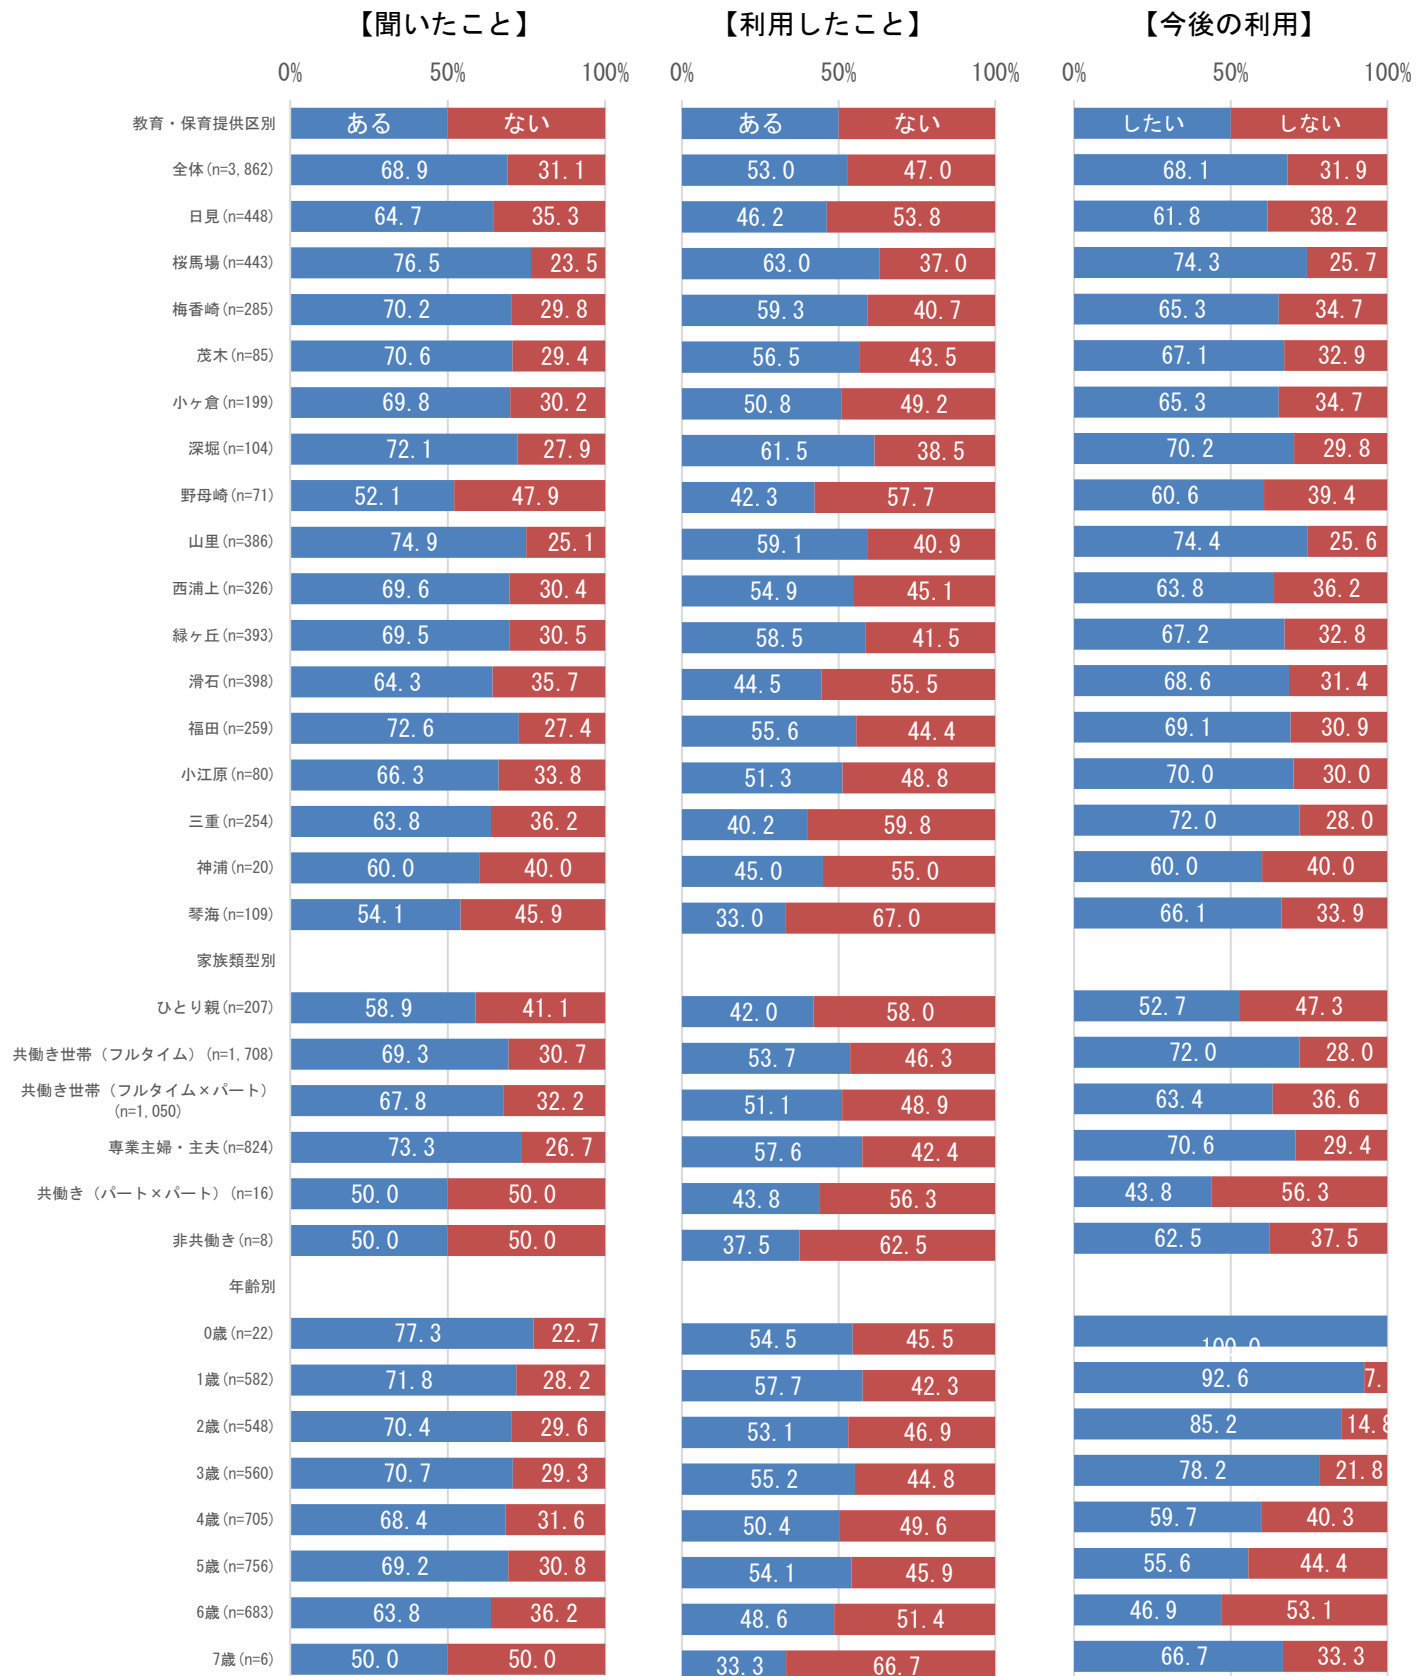 【聞いたこと】 【利用したこと】 【今後の利用】
0% 50% 100% 0% 50% 100% 0% 50% 100%
教育・保育提供区別 ある ない ある ない したい しない
全体(n=3,862) 68.9 31.1 53.0 47.0 68.1 31.9
日見(n=448) 64.7 35.3 46.2 53.8 61.8 38.2
桜馬場(n=443) 76.5 23.5 63.0 37.0 74.3 25.7
梅香崎(n=285) 70.2 29.8 59.3 40.7 65.3 34.7
茂木(n=85) 70.6 29.4 56.5 43.5 67.1 32.9
小ヶ倉(n=199) 69.8 30.2 50.8 49.2 65.3 34.7
深堀(n=104) 72.1 27.9 61.5 38.5 70.2 29.8
野母崎(n=71) 52.1 47.9 42.3 57.7 60.6 39.4
山里(n=386) 74.9 25.1 59.1 40.9 74.4 25.6
西浦上(n=326) 69.6 30.4 54.9 45.1 63.8 36.2
緑ヶ丘(n=393) 69.5 30.5 58.5 41.5 67.2 32.8
滑石(n=398) 64.3 35.7 44.5 55.5 68.6 31.4
福田(n=259) 72.6 27.4 55.6 44.4 69.1 30.9
小江原(n=80) 66.3 33.8 51.3 48.8 70.0 30.0
三重(n=254) 63.8 36.2 40.2 59.8 72.0 28.0
神浦(n=20) 60.0 40.0 45.0 55.0 60.0 40.0
琴海(n=109) 54.1 45.9 33.0 67.0 66.1 33.9
家族類型別
ひとり親(n=207) 58.9 41.1 42.0 58.0 52.7 47.3
共働き世帯（フルタイム）(n=1,708) 69.3 30.7 53.7 46.3 72.0 28.0
共働き世帯（フルタイム×パート）
(n=1,050) 67.8 32.2 51.1 48.9 63.4 36.6
専業主婦・主夫(n=824) 73.3 26.7 57.6 42.4 70.6 29.4
共働き（パート×パート）(n=16) 50.0 50.0 43.8 56.3 43.8 56.3
非共働き(n=8) 50.0 50.0 37.5 62.5 62.5 37.5
年齢別
0歳(n=22) 77.3 22.7 54.5 45.5 100.0
1歳(n=582) 71.8 28.2 57.7 42.3 92.6 7.
2歳(n=548) 70.4 29.6 53.1 46.9 85.2 14.8
3歳(n=560) 70.7 29.3 55.2 44.8 78.2 21.8
4歳(n=705) 68.4 31.6 50.4 49.6 59.7 40.3
5歳(n=756) 69.2 30.8 54.1 45.9 55.6 44.4
6歳(n=683) 63.8 36.2 48.6 51.4 46.9 53.1
7歳(n=6) 50.0 50.0 33.3 66.7 66.7 33.3